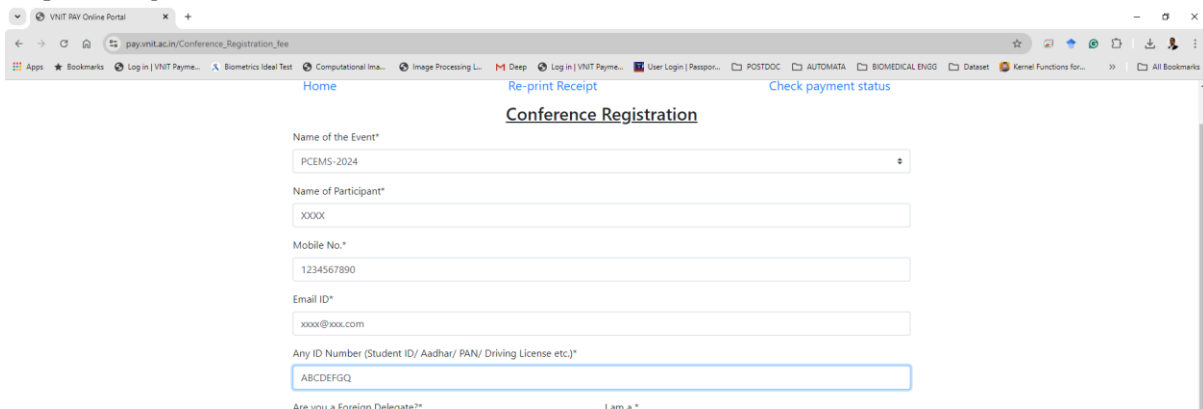 VNIT PAY Online Portal
pay.vnit.ac.in/Conference_Registration_fee
Apps Bookmarks Log in | VNIT Payme... Biometrics Ideal Test Computational Ima... Image Processing L... Deep Log in | VNIT Payme... User Login | Passpor... POSTDOC AUTOMATA BIOMEDICAL ENGG Dataset Kernel Functions for... All Bookmarks
Home Re-print Receipt Check payment status
Conference Registration
Name of the Event*
PCEMS-2024
Name of Participant*
XXXX
Mobile No.*
1234567890
Email ID*
xxxx@xxx.com
Any ID Number (Student ID/ Aadhar/ PAN/ Driving License etc.)*
ABCDEFGQ
Are you a Foreign Delegate?* I am a *